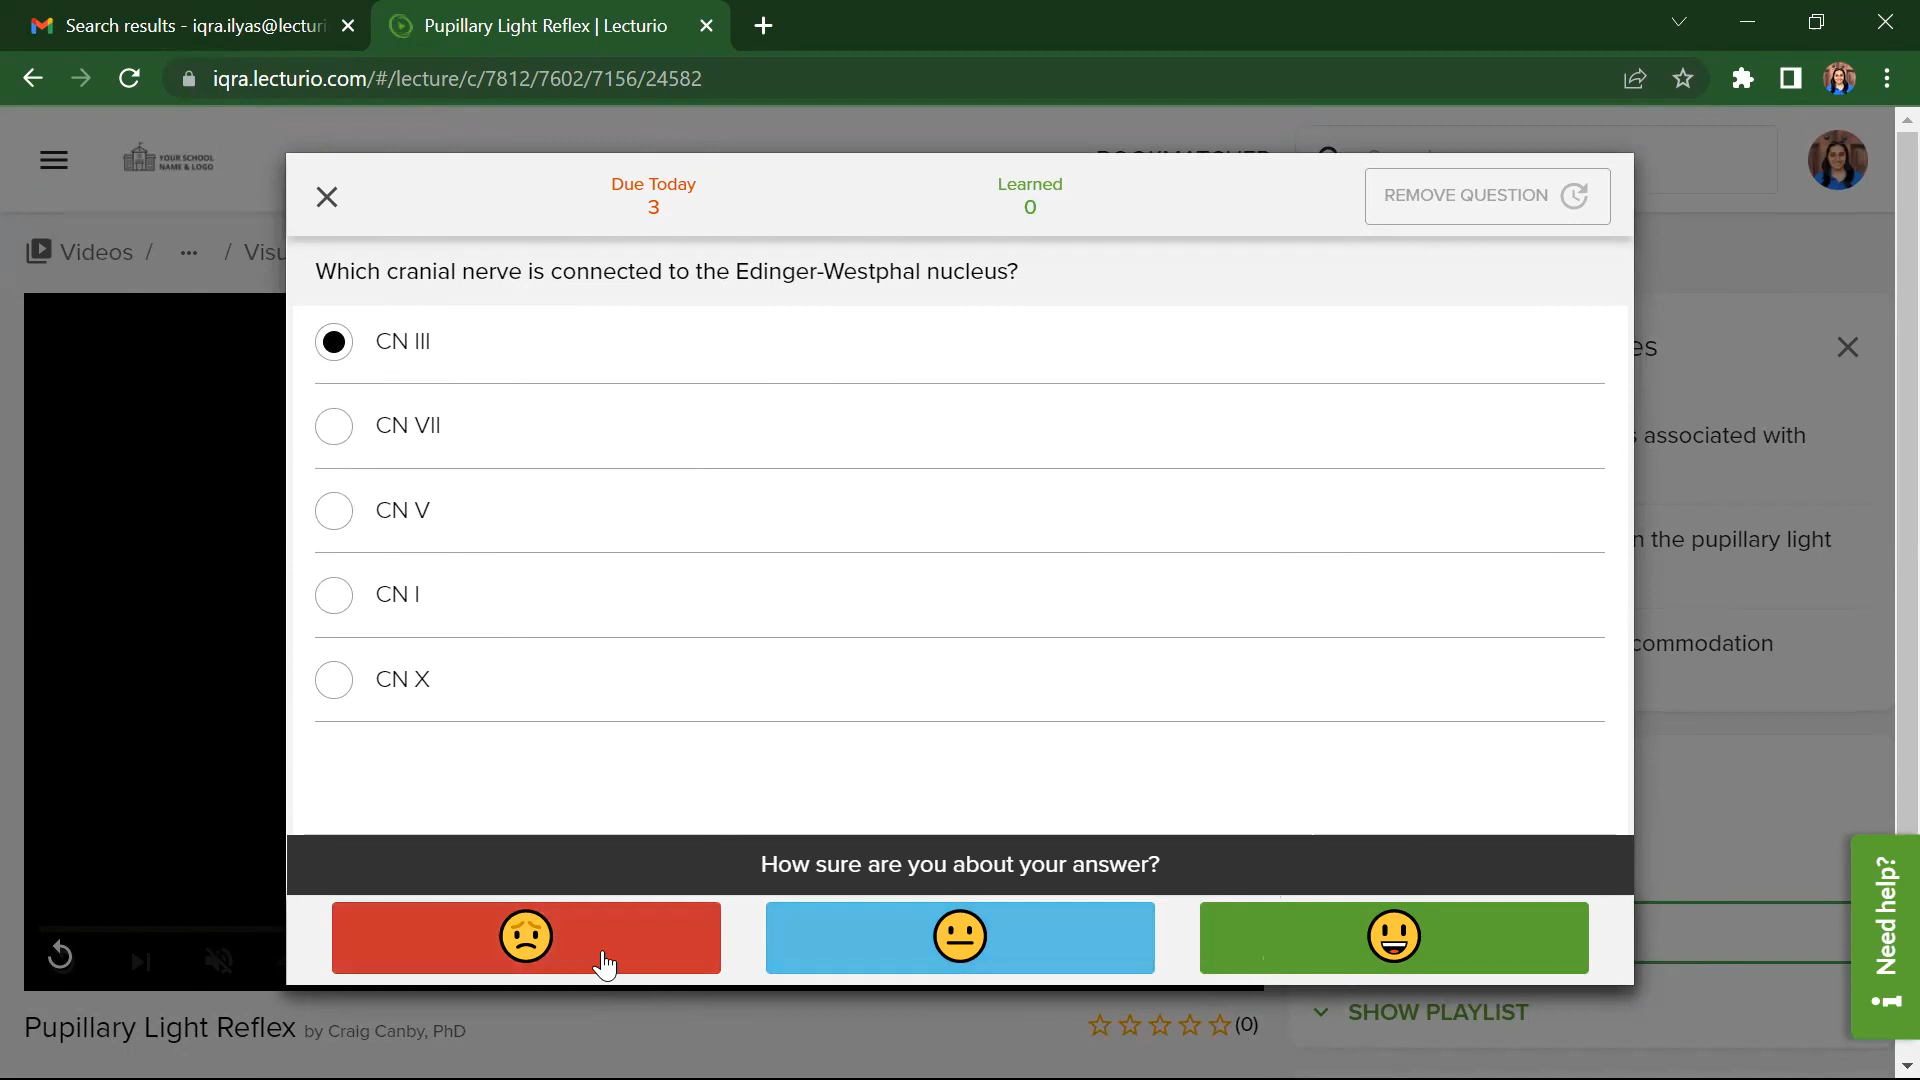 Search results - iqra.ilyas@lectur
Pupillary Light Reflex | Lecturio
iqra.lecturio.com/#/lecture/c/7812/7602/7156/24582
YOUR SCHOOL
NAME & LOGO
Due Today
3
Learned
0
REMOVE QUESTION
Videos / ... / Visu
Which cranial nerve is connected to the Edinger-Westphal nucleus?
CN III
es
CN VII
s associated with
CN V
n the pupillary light
CN I
commodation
CN X
How sure are you about your answer?
Need help?
SHOW PLAYLIST
Pupillary Light Reflex by Craig Canby, PhD
(0)